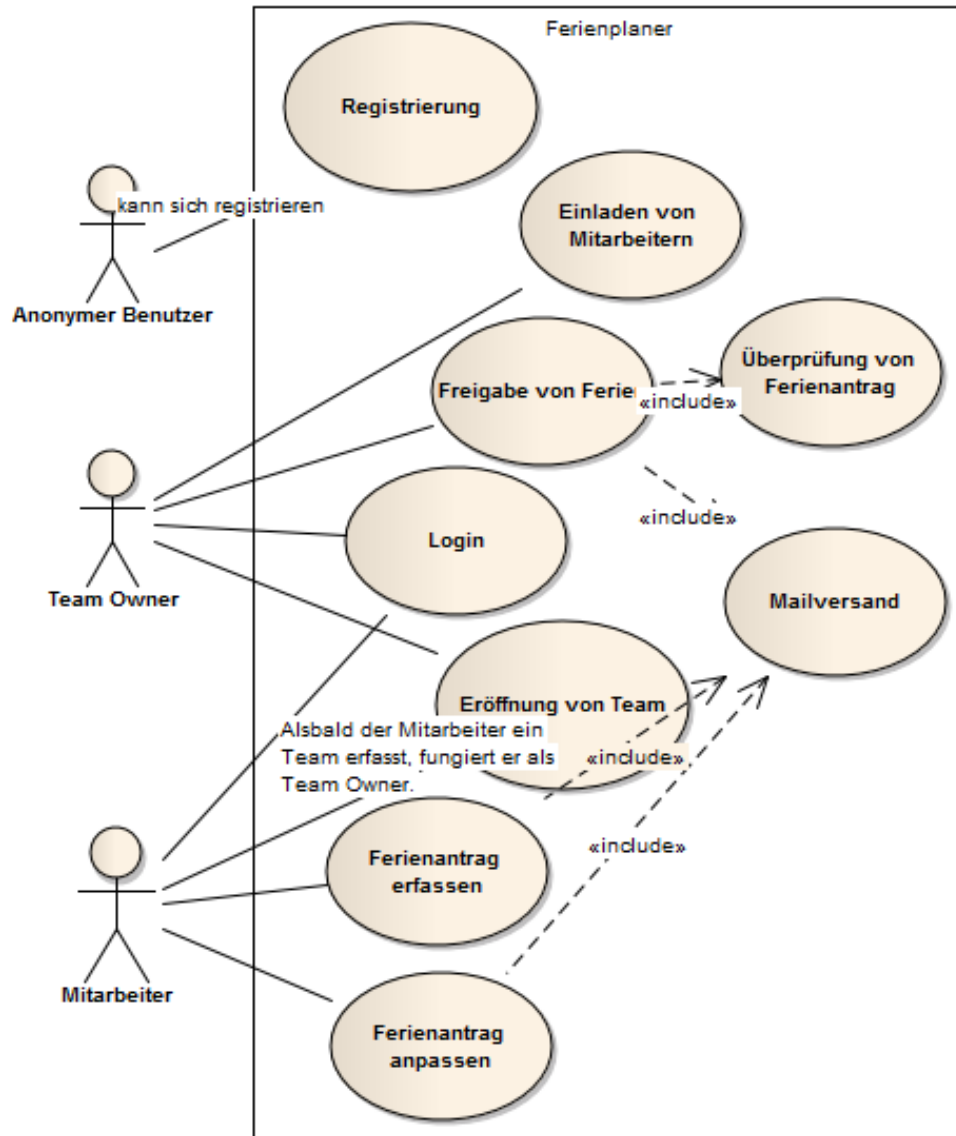 Ferienplaner
Registrierung
kann sich registrieren
Anonymer Benutzer
Einladen von
Mitarbeitern
Freigabe von Ferie
«include»
Überprüfung von
Ferienantrag
«include»
Team Owner
Login
Mailversand
Eröffnung von Team
Alsbald der Mitarbeiter ein
Team erfasst, fungiert er als
Team Owner.
«include»
«include»
Ferienantrag
erfassen
Mitarbeiter
Ferienantrag
anpassen